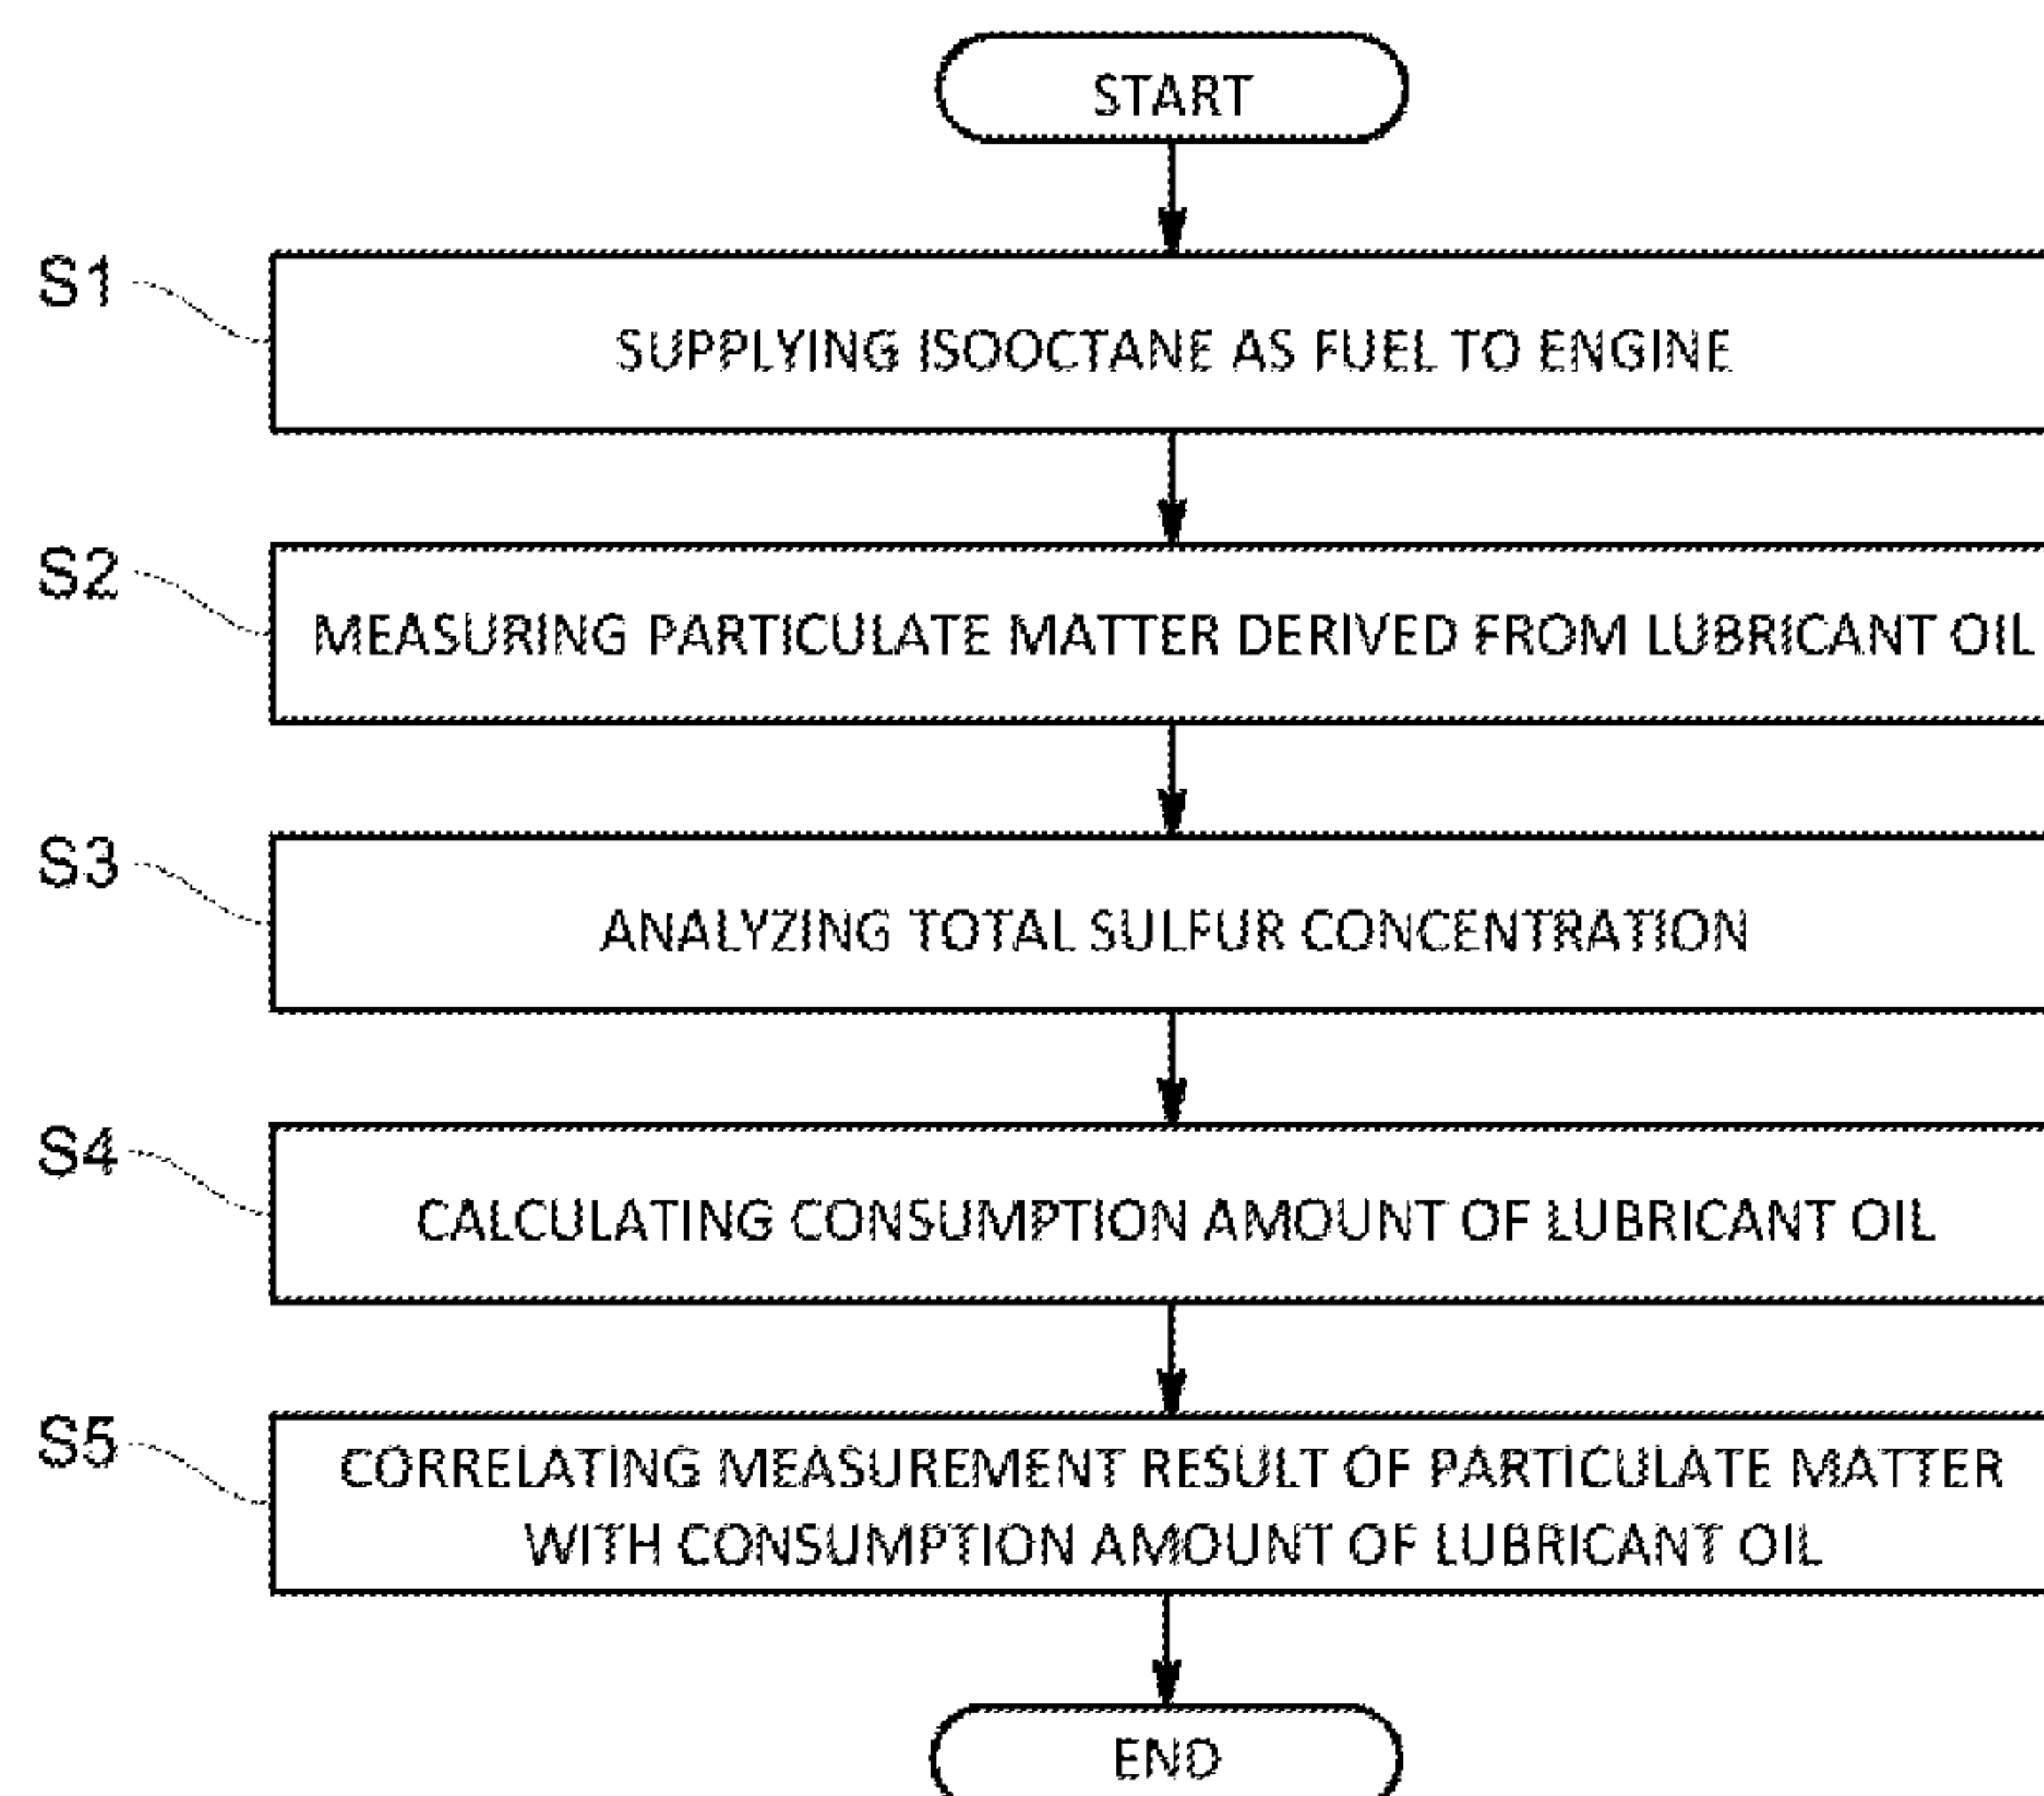 START
S1
SUPPLYING ISOOCTANE AS FUEL TO ENGINE
S2
MEASURING PARTICULATE MATTER DERIVED FROM LUBRICANT OIL
S3
ANALYZING TOTAL SULFUR CONCENTRATION
S4
CALCULATING CONSUMPTION AMOUNT OF LUBRICANT OIL
S5
CORRELATING MEASUREMENT RESULT OF PARTICULATE MATTER
WITH CONSUMPTION AMOUNT OF LUBRICANT OIL
END